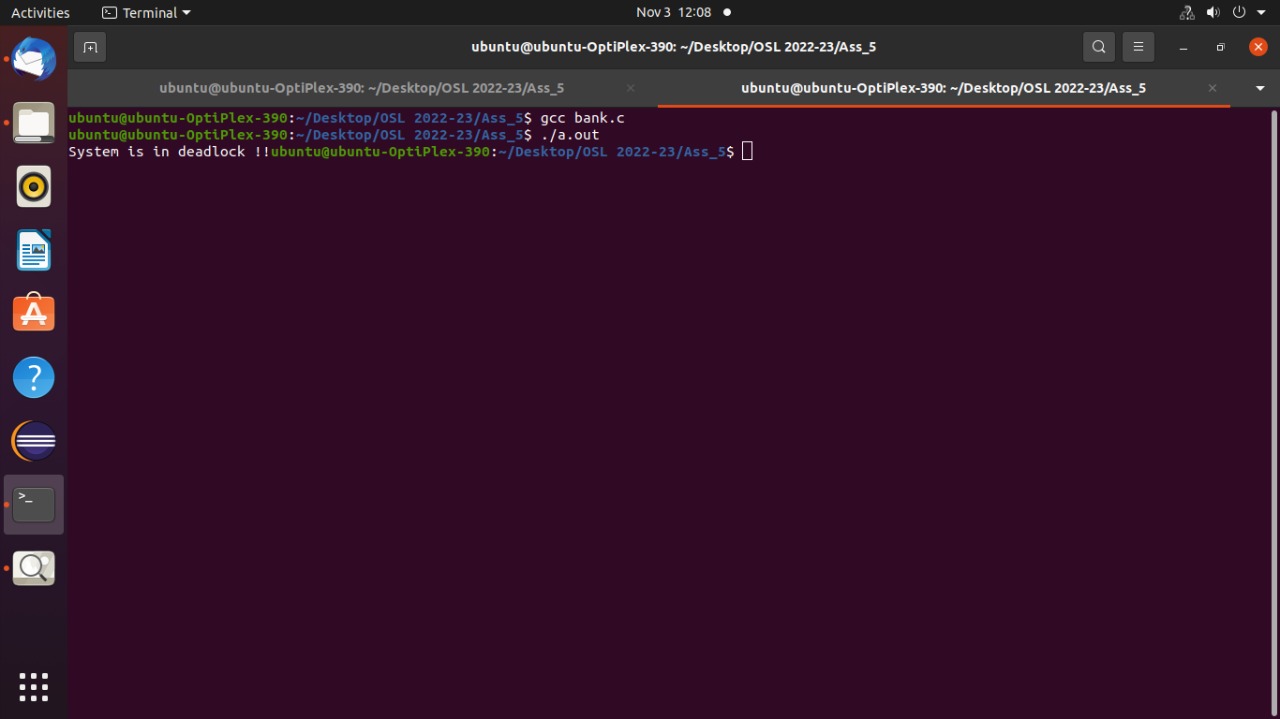 Activities Terminal Nov 3 12:08
ubuntu@ubuntu-OptiPlex-390: ~/Desktop/OSL 2022-23/Ass_5
ubuntu@ubuntu-OptiPlex-390: ~/Desktop/OSL 2022-23/Ass_5 ubuntu@ubuntu-OptiPlex-390: ~/Desktop/OSL 2022-23/Ass_5
ubuntu@ubuntu-OptiPlex-390:~/Desktop/OSL 2022-23/Ass_5$ gcc bank.c
ubuntu@ubuntu-OptiPlex-390:~/Desktop/OSL 2022-23/Ass_5$ ./a.out
System is in deadlock !!ubuntu@ubuntu-OptiPlex-390:~/Desktop/OSL 2022-23/Ass_5$